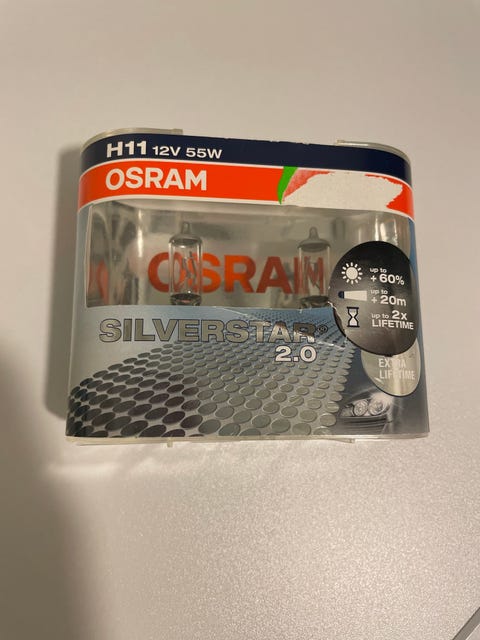 H11 12V 55W
OSRAM
OSRAM
up to
+ 60%
up to
+ 20m
up to 2x
LIFETIME
SILVERSTAR®
2.0
EXTRA
LIFETIME